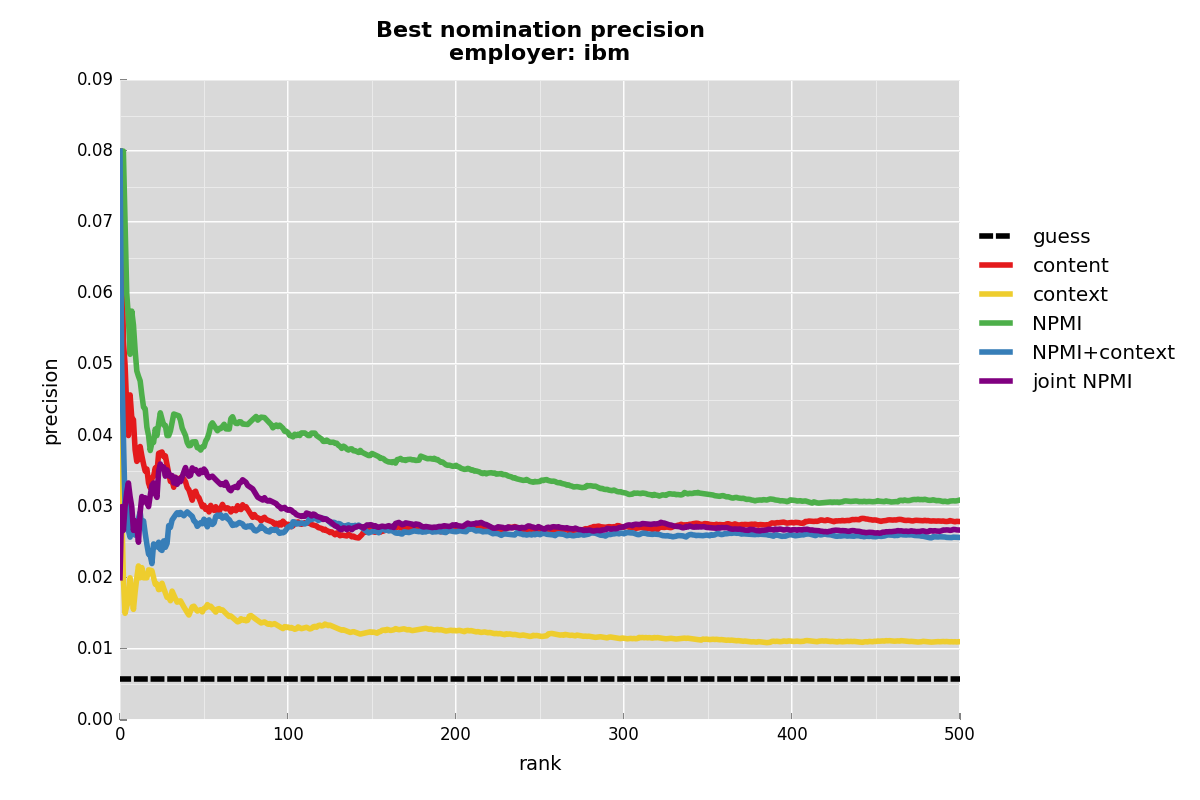 Best nomination precision
employer: ibm
0.09
0.08
0.07
0.06
0.05
0.04
0.03
0.02
0.01
0.00
precision
0
100
200
300
400
500
rank
guess
content
context
NPMI
NPMI+context
joint NPMI